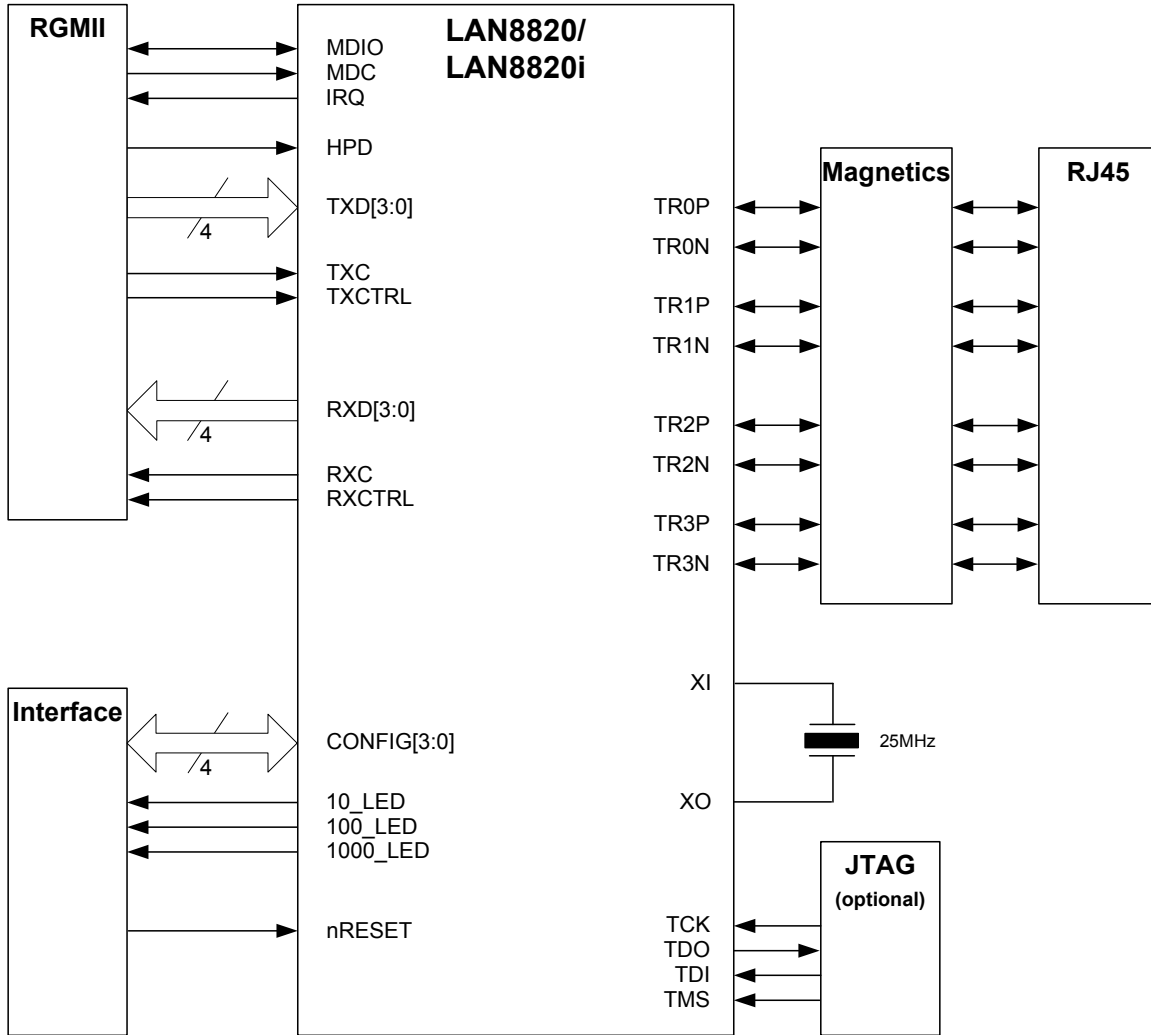 RGMII
LAN8820/
LAN8820i
MDIO
MDC
IRQ
HPD
TXD[3:0]
4
TXC
TXCTRL
RXD[3:0]
4
RXC
RXCTRL
Magnetics
RJ45
TR0P
TR0N
TR1P
TR1N
TR2P
TR2N
TR3P
TR3N
Interface
CONFIG[3:0]
4
10_LED
100_LED
1000_LED
nRESET
XI
25MHz
XO
JTAG
(optional)
TCK
TDO
TDI
TMS